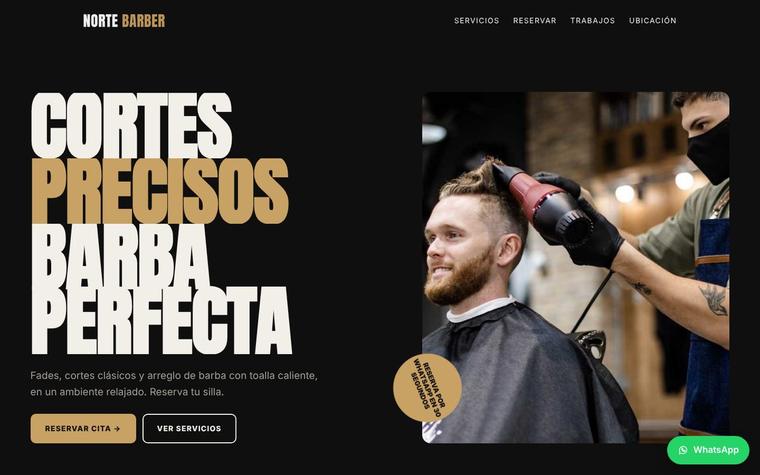 NORTE BARBER
SERVICIOS RESERVAR TRABAJOS UBICACIÓN
CORTES
PRECISOS
BARBA
PERFECTA
Fades, cortes clásicos y arreglo de barba con toalla caliente,
en un ambiente relajado. Reserva tu silla.
RESERVAR CITA →
VER SERVICIOS
RESERVA POR
WHATSAPP EN 30
SEGUNDOS
WhatsApp